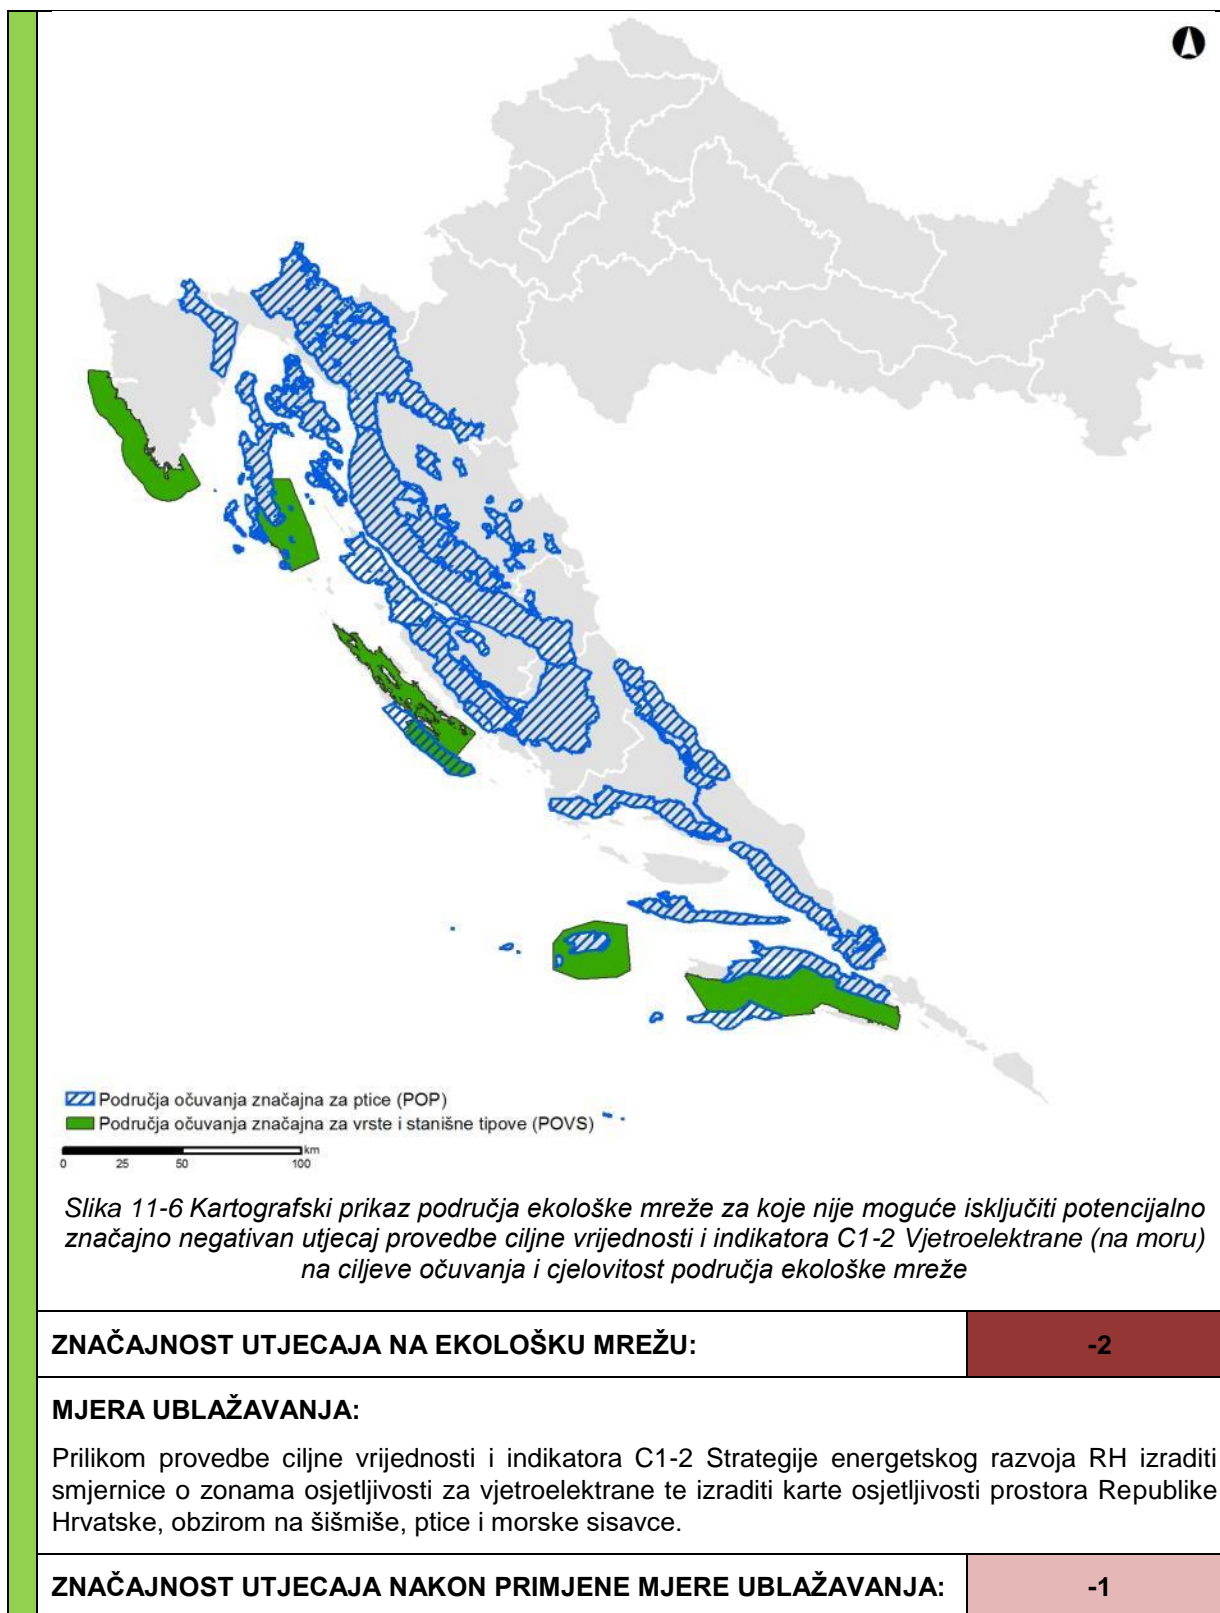 Područja očuvanja značajna za ptice (POP)
Područja očuvanja značajna za vrste i stanišne tipove (POVS)
km
0 25 50 100
Slika 11-6 Kartografski prikaz područja ekološke mreže za koje nije moguće isključiti potencijalno
značajno negativan utjecaj provedbe ciljne vrijednosti i indikatora C1-2 Vjetroelektrane (na moru)
na ciljeve očuvanja i cjelovitost područja ekološke mreže
ZNAČAJNOST UTJECAJA NA EKOLOŠKU MREŽU: -2
MJERA UBLAŽAVANJA:
Prilikom provedbe ciljne vrijednosti i indikatora C1-2 Strategije energetskog razvoja RH izraditi
smjernice o zonama osjetljivosti za vjetroelektrane te izraditi karte osjetljivosti prostora Republike
Hrvatske, obzirom na šišmiše, ptice i morske sisavce.
ZNAČAJNOST UTJECAJA NAKON PRIMJENE MJERE UBLAŽAVANJA: -1